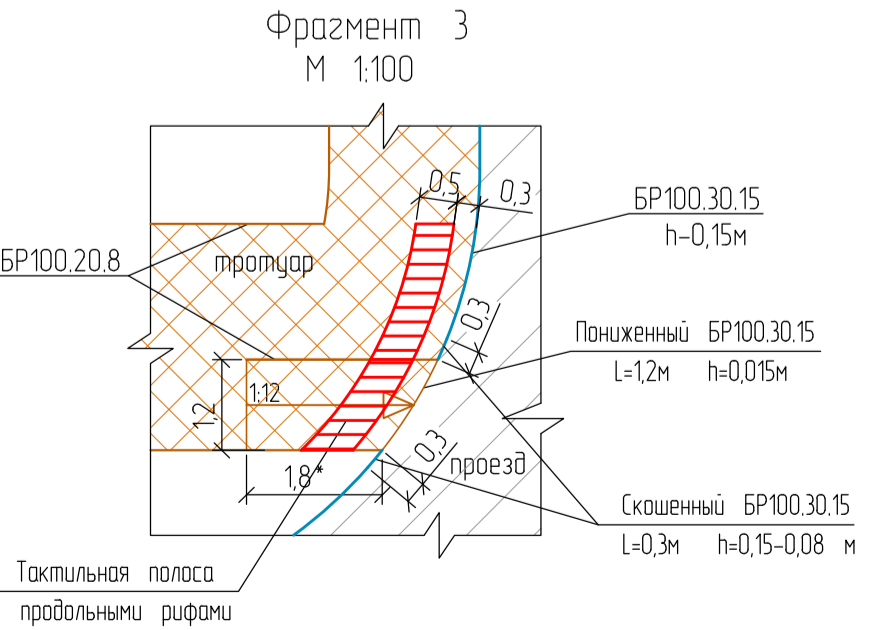 Фрагмент 3
М 1:100
0,5
0,3
БР100.30.15
h-0,15м
БР100.20.8
тротуар
0,3
Пониженный БР100.30.15
L=1,2м h=0,015м
1:12
1,2
0,3
проезд
1,8*
Скошенный БР100.30.15
L=0,3м h=0,15-0,08 м
Тактильная полоса
продольными рифами